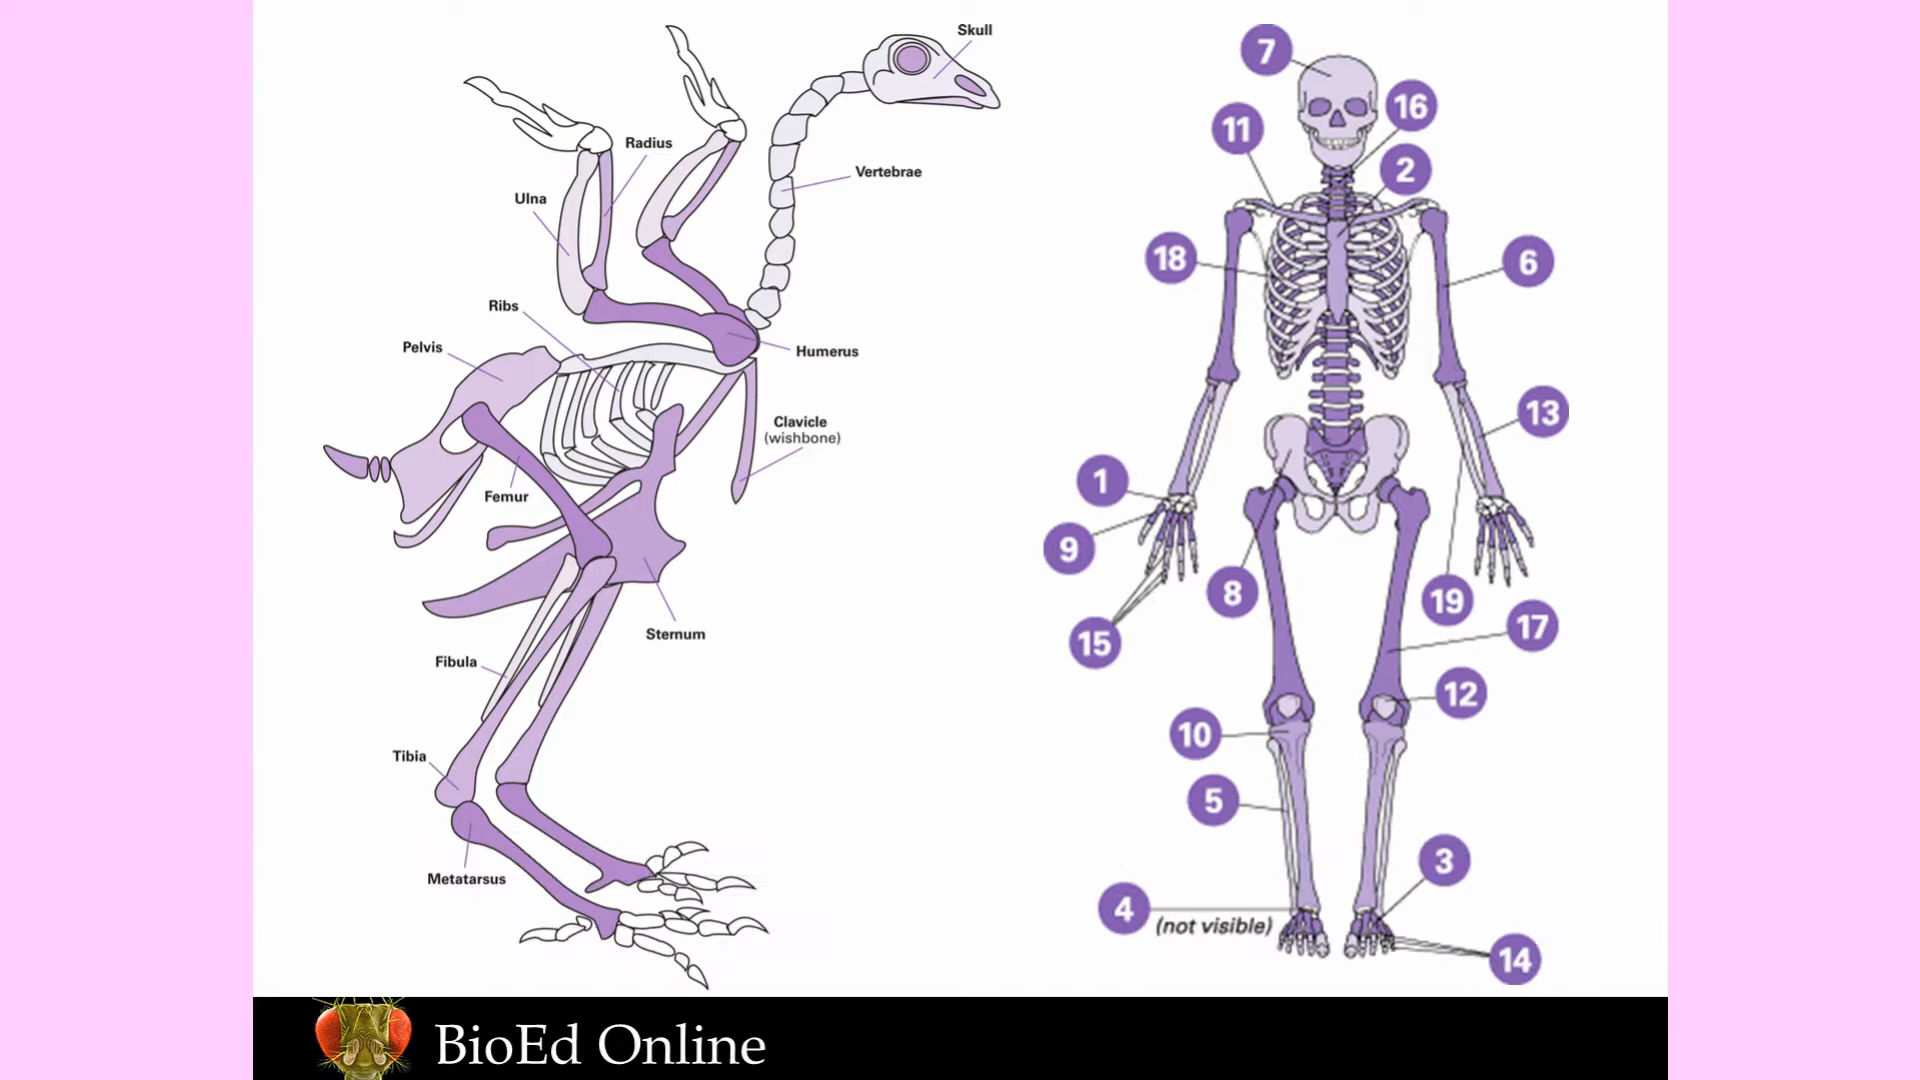 Skull
Radius
Vertebrae
Ulna
Ribs
Pelvis
Humerus
Clavicle
(wishbone)
Femur
Sternum
Fibula
Tibia
Metatarsus
7
16
11
2
18
6
13
1
9
8
19
15
17
12
10
5
3
4
(not visible)
14
BioEd Online